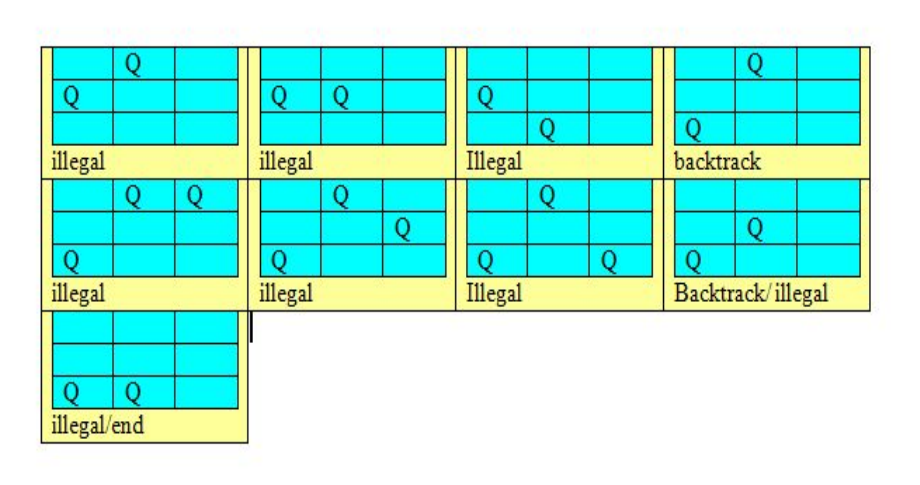 Q Q
Q Q Q
Q Q
illegal illegal Illegal backtrack
Q Q Q Q
Q Q
Q Q Q Q Q
illegal illegal Illegal Backtrack/illegal
Q Q
illegal/end